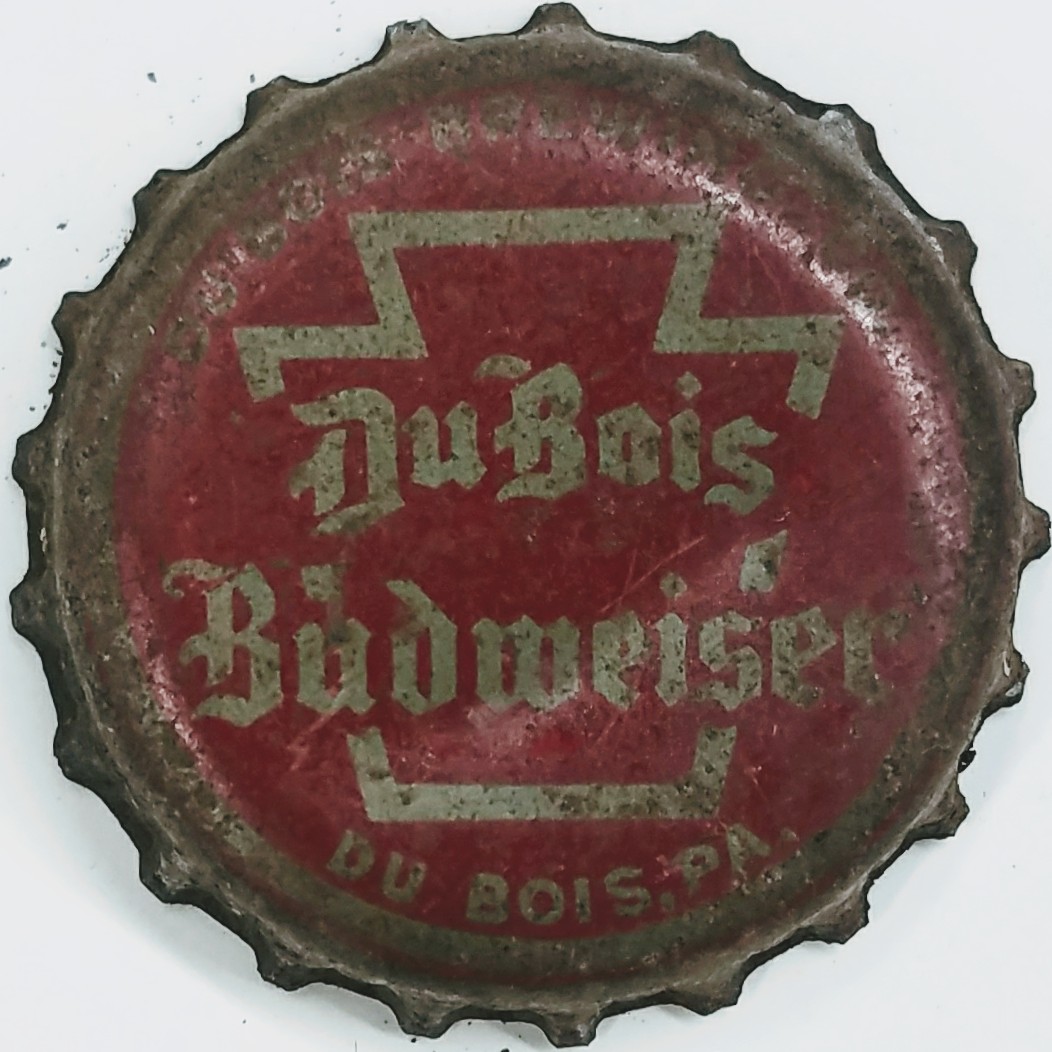 DuBois
Budweiser
DU BOIS, PA.